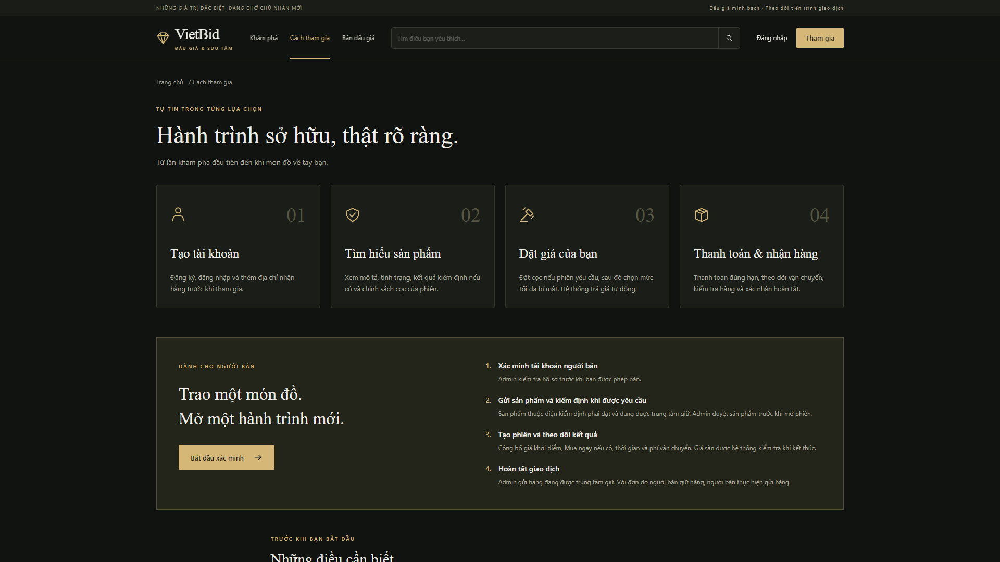 NHỮNG GIÁ TRỊ ĐẶC BIỆT, ĐANG CHỜ CHỦ NHÂN MỚI
Đấu giá minh bạch · Theo dõi tiến trình giao dịch
VietBid
ĐẤU GIÁ & SƯU TẦM
Khám phá
Cách tham gia
Bán đấu giá
Tìm điều bạn yêu thích...
Đăng nhập
Tham gia
Trang chủ / Cách tham gia
TỰ TIN TRONG TỪNG LỰA CHỌN
Hành trình sở hữu, thật rõ ràng.
Từ lần khám phá đầu tiên đến khi món đồ về tay bạn.
01
Tạo tài khoản
Đăng ký, đăng nhập và thêm địa chỉ nhận
hàng trước khi tham gia.
02
Tìm hiểu sản phẩm
Xem mô tả, tình trạng, kết quả kiểm định nếu
có và chính sách cọc của phiên.
03
Đặt giá của bạn
Đặt cọc nếu phiên yêu cầu, sau đó chọn mức
tối đa bí mật. Hệ thống trả giá tự động.
04
Thanh toán & nhận hàng
Thanh toán đúng hạn, theo dõi vận chuyển,
kiểm tra hàng và xác nhận hoàn tất.
DÀNH CHO NGƯỜI BÁN
Trao một món đồ.
Mở một hành trình mới.
Bắt đầu xác minh
1. Xác minh tài khoản người bán
Admin kiểm tra hồ sơ trước khi bạn được phép bán.
2. Gửi sản phẩm và kiểm định khi được yêu cầu
Sản phẩm thuộc diện kiểm định phải đạt và đang được trung tâm giữ. Admin duyệt sản phẩm trước khi mở phiên.
3. Tạo phiên và theo dõi kết quả
Công bố giá khởi điểm, Mua ngay nếu có, thời gian và phí vận chuyển. Giá sàn được hệ thống kiểm tra khi kết thúc.
4. Hoàn tất giao dịch
Admin gửi hàng đang được trung tâm giữ. Với đơn do người bán giữ hàng, người bán thực hiện gửi hàng.
TRƯỚC KHI BẠN BẮT ĐẦU
Những điều cần biết